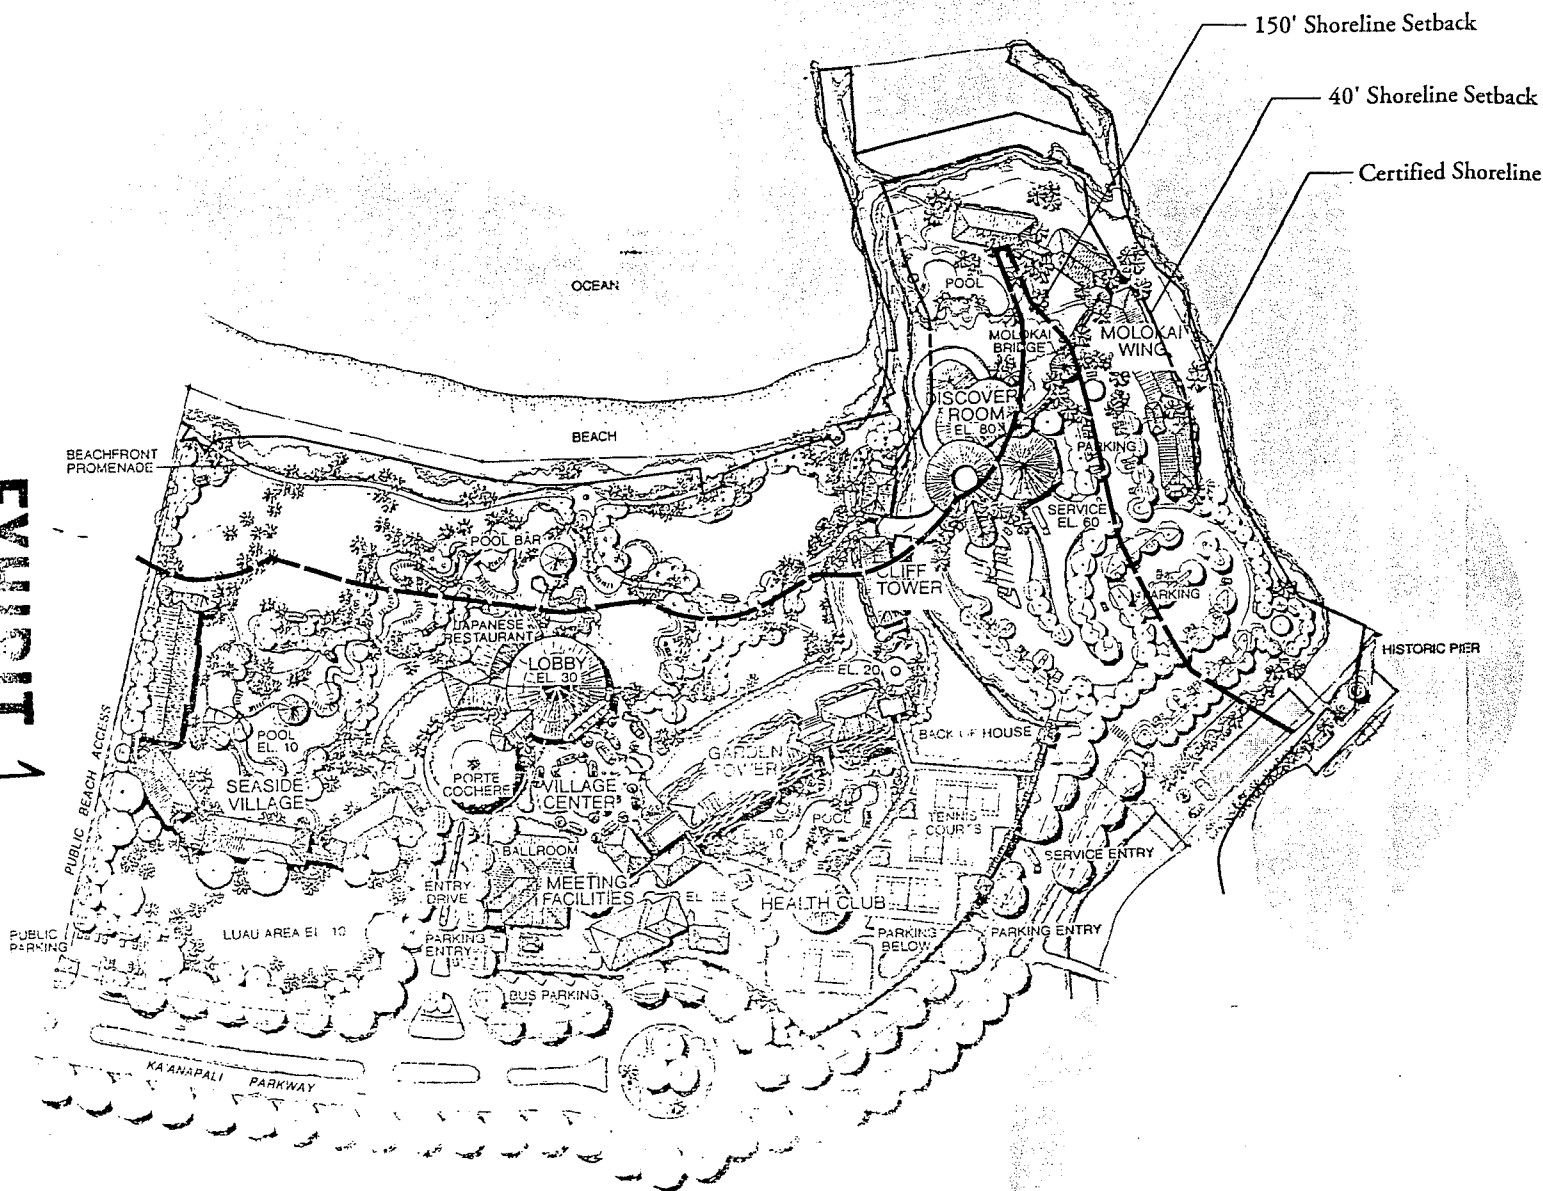 150' Shoreline Setback
40' Shoreline Setback
Certified Shoreline
OCEAN
POOL
MOLOKAI
BRIDGE
MOLOKAI
WING
DISCOVER
ROOM
EL. 80
BEACH
BEACHFRONT
PROMENADE
PARKING
SERVICE
EL. 60
POOL BAR
CLIFF
TOWER
PARKING
JAPANESE
RESTAURANT
HISTORIC PIER
LOBBY
EL. 30
EL. 20
POOL
EL. 10
BACK OF HOUSE
GARDEN
TOWER
PORTE
COCHERE
SEASIDE
VILLAGE
VILLAGE
CENTER
PUBLIC BEACH ACCESS
POOL
TENNIS
COURTS
BALLROOM
SERVICE ENTRY
MEETING
FACILITIES
ENTRY
DRIVE
HEALTH CLUB
LUAU AREA EL. 10
PUBLIC
PARKING
PARKING
ENTRY
PARKING
BELOW
PARKING ENTRY
BUS PARKING
KA'ANAPALI PARKWAY
EXHIBIT 1